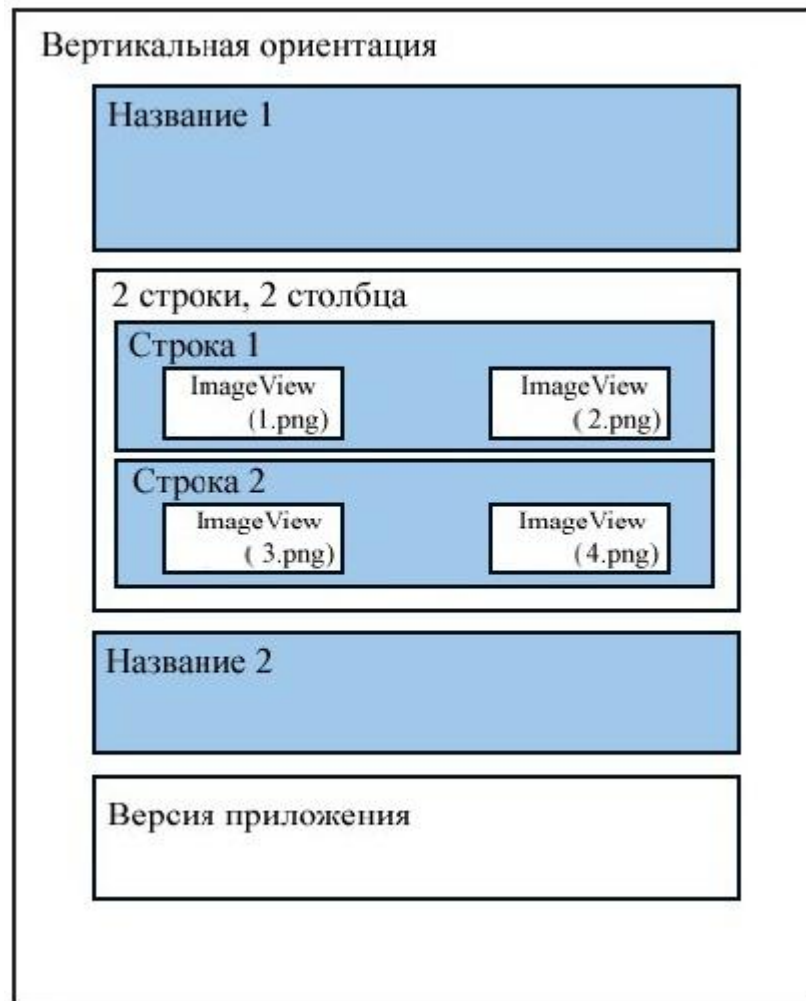 Вертикальная ориентация
Название 1
2 строки, 2 столбца
Строка 1
ImageView
(1.png)
ImageView
( 2.png)
Строка 2
ImageView
( 3.png)
ImageView
(4.png)
Название 2
Версия приложения